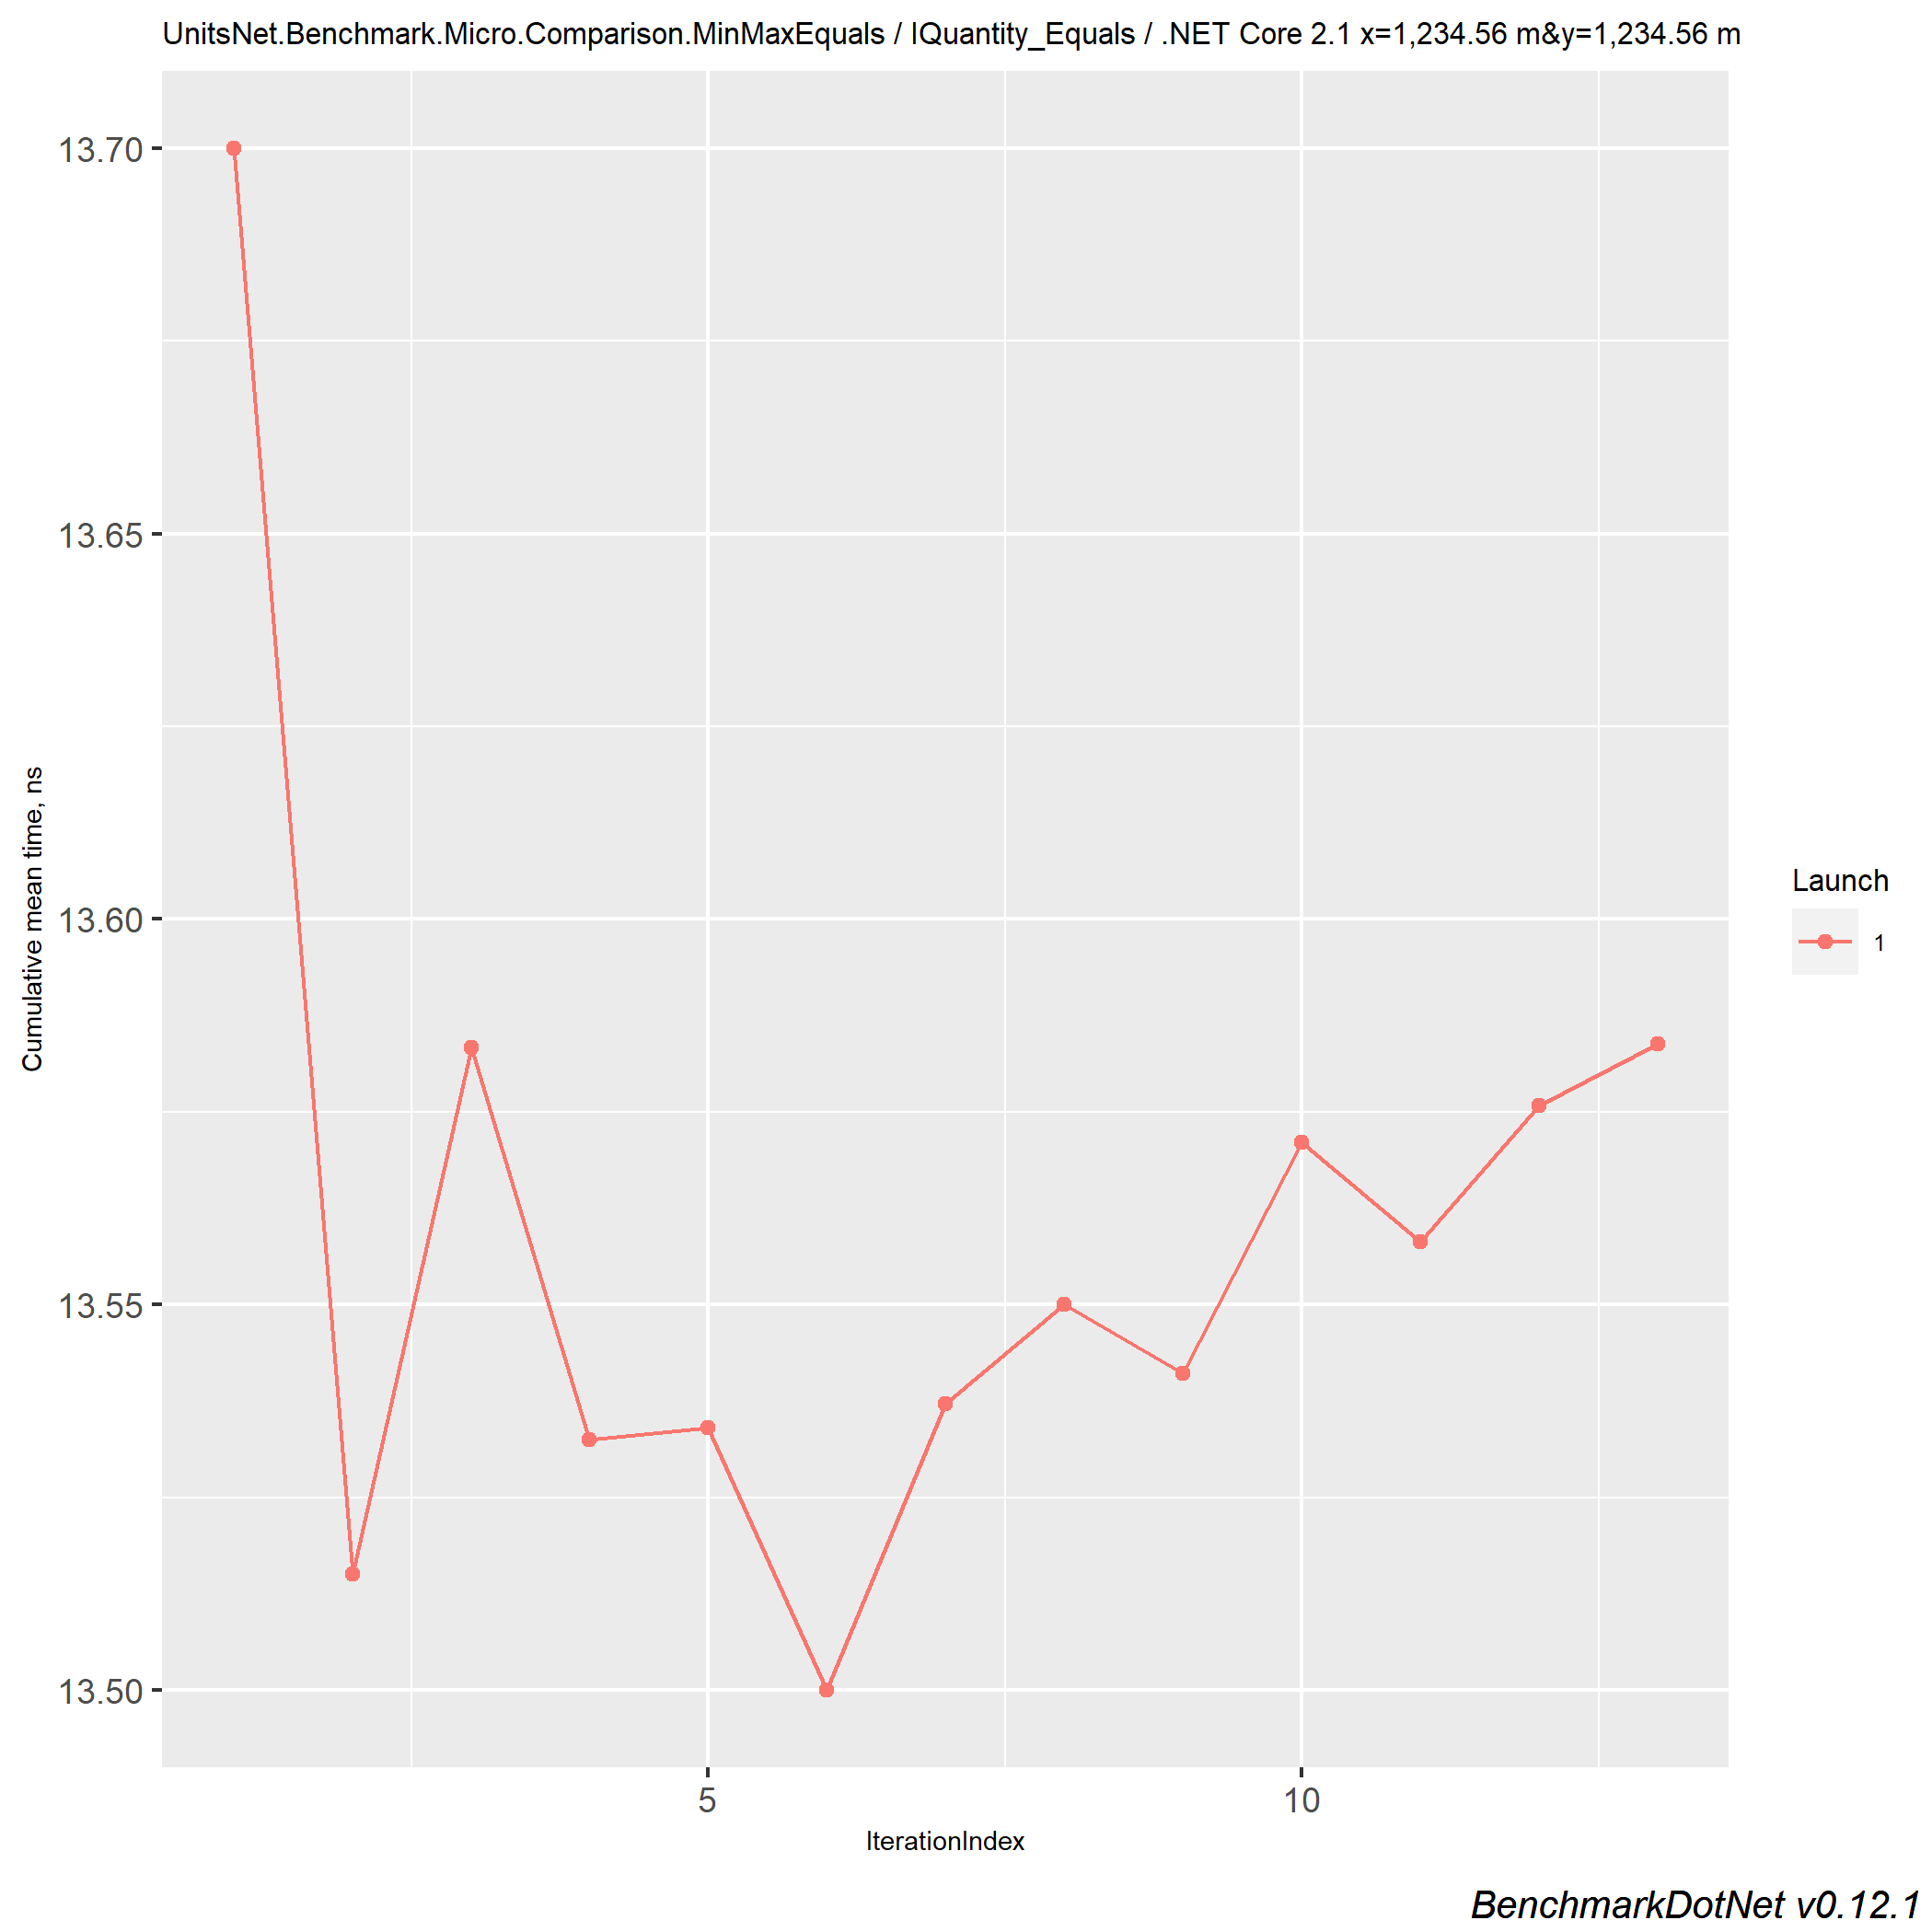 UnitsNet.Benchmark.Micro.Comparison.MinMaxEquals / IQuantity_Equals / .NET Core 2.1 x=1,234.56 m&y=1,234.56 m
13.70
13.65
13.60
13.55
13.50
Cumulative mean time, ns
5
10
IterationIndex
Launch
1
BenchmarkDotNet v0.12.1